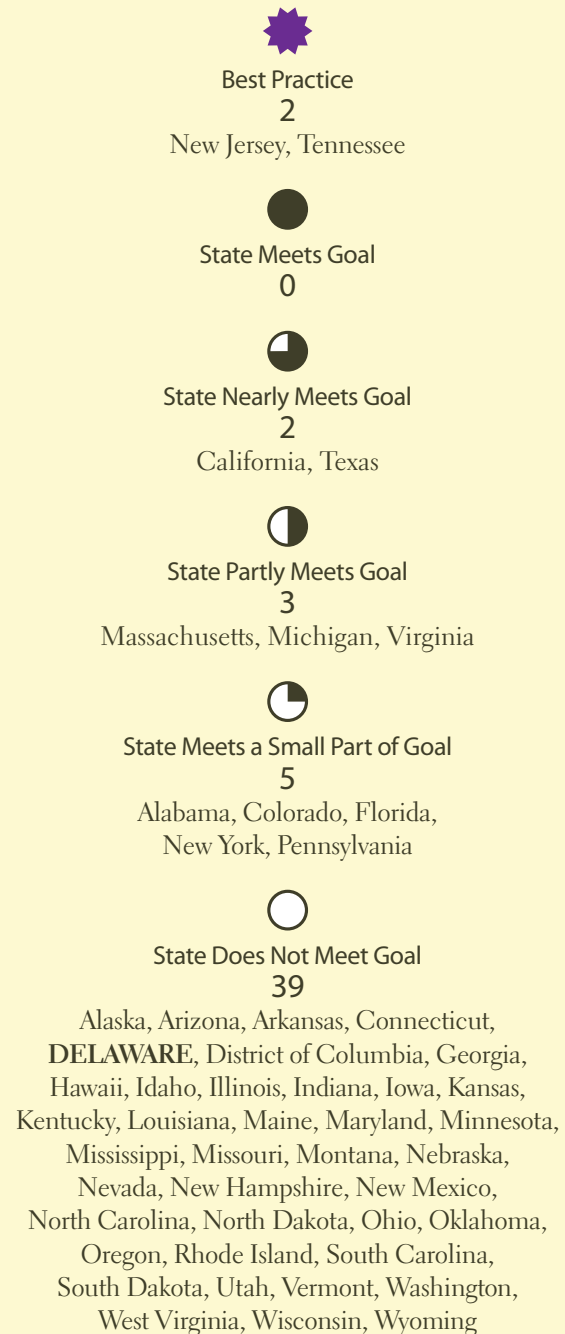 Best Practice
2
New Jersey, Tennessee
State Meets Goal
0
State Nearly Meets Goal
2
California, Texas
State Partly Meets Goal
3
Massachusetts, Michigan, Virginia
State Meets a Small Part of Goal
5
Alabama, Colorado, Florida,
New York, Pennsylvania
State Does Not Meet Goal
39
Alaska, Arizona, Arkansas, Connecticut,
DELAWARE, District of Columbia, Georgia,
Hawaii, Idaho, Illinois, Indiana, Iowa, Kansas,
Kentucky, Louisiana, Maine, Maryland, Minnesota,
Mississippi, Missouri, Montana, Nebraska,
Nevada, New Hampshire, New Mexico,
North Carolina, North Dakota, Ohio, Oklahoma,
Oregon, Rhode Island, South Carolina,
South Dakota, Utah, Vermont, Washington,
West Virginia, Wisconsin, Wyoming